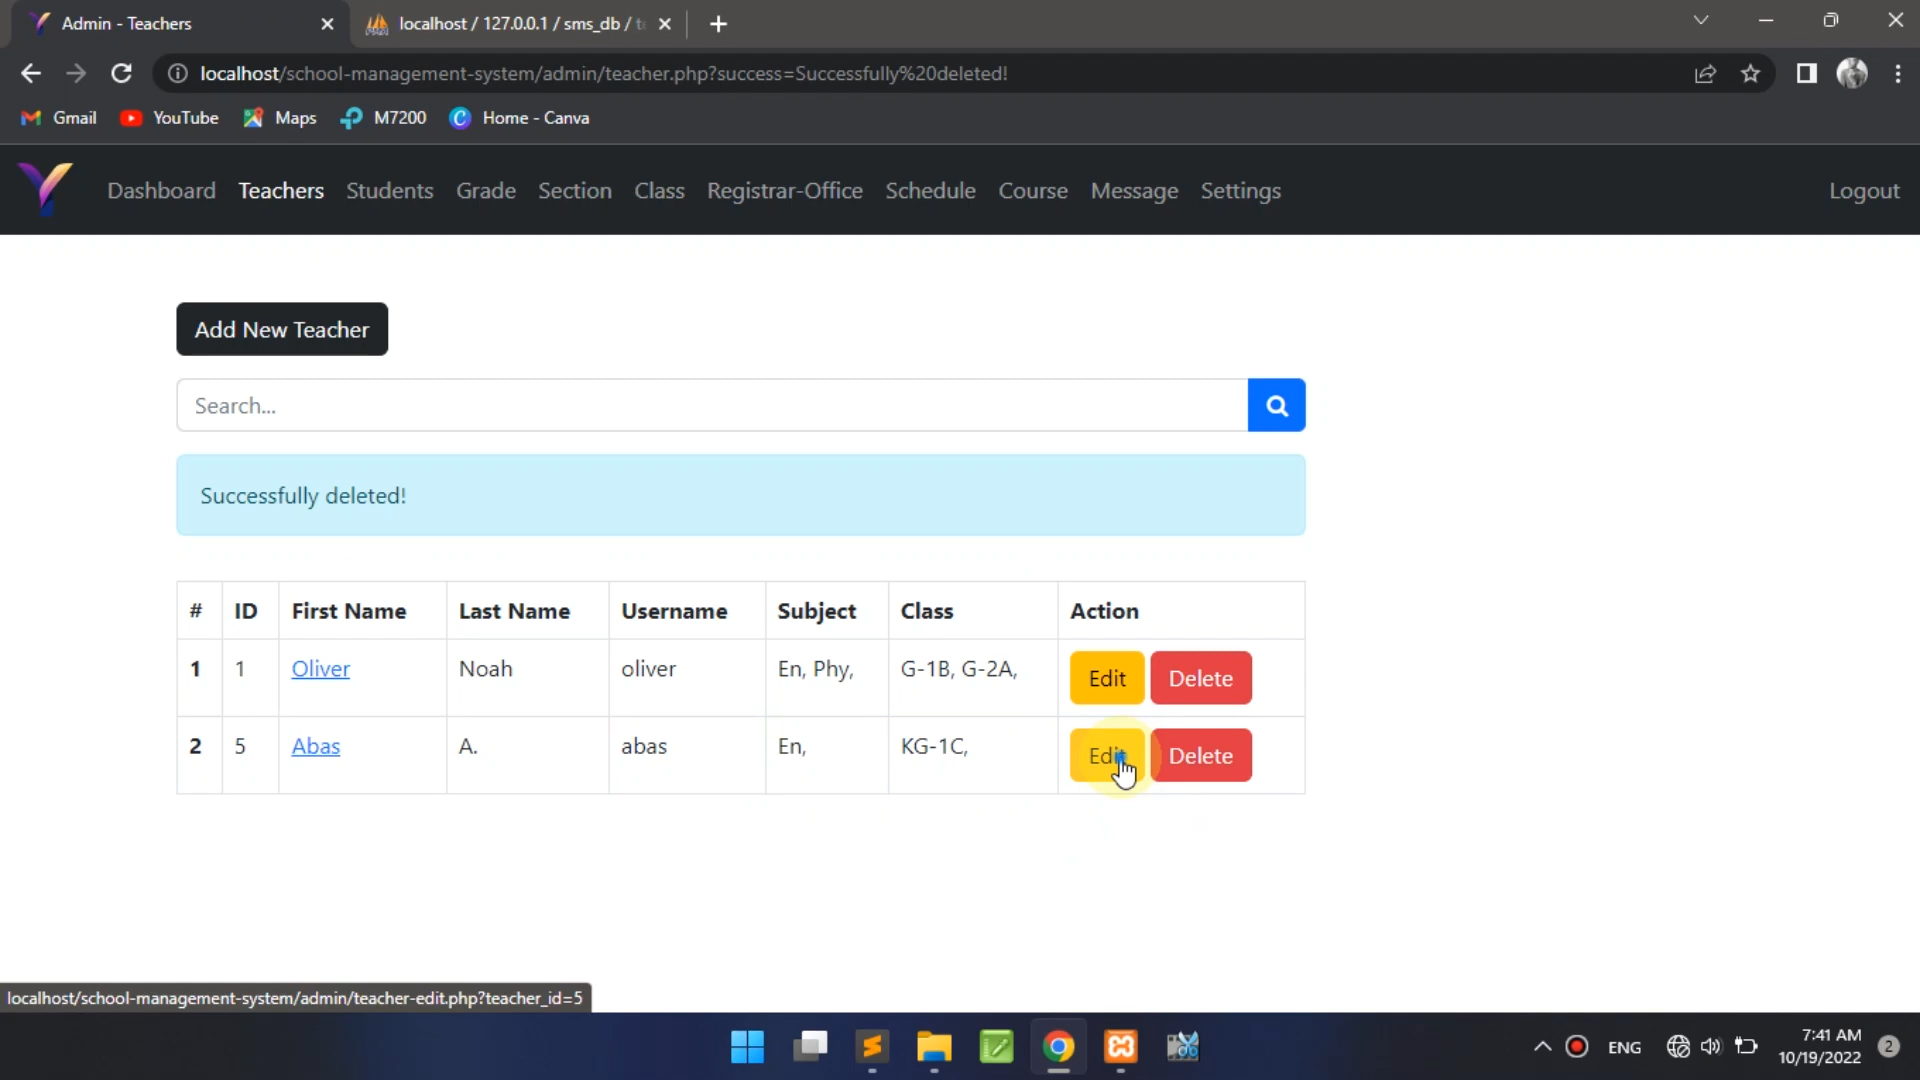 Admin - Teachers
localhost / 127.0.0.1 / sms_db /
localhost/school-management-system/admin/teacher.php?success=Successfully%20deleted!
Gmail YouTube Maps M7200 Home - Canva
Dashboard Teachers Students Grade Section Class Registrar-Office Schedule Course Message Settings Logout
Add New Teacher
Search...
Successfully deleted!
# ID First Name Last Name Username Subject Class Action
1 1 Oliver Noah oliver En, Phy, G-1B, G-2A, Edit Delete
2 5 Abas A. abas En, KG-1C, Edit Delete
localhost/school-management-system/admin/teacher-edit.php?teacher_id=5
ENG
7:41 AM
10/19/2022
2